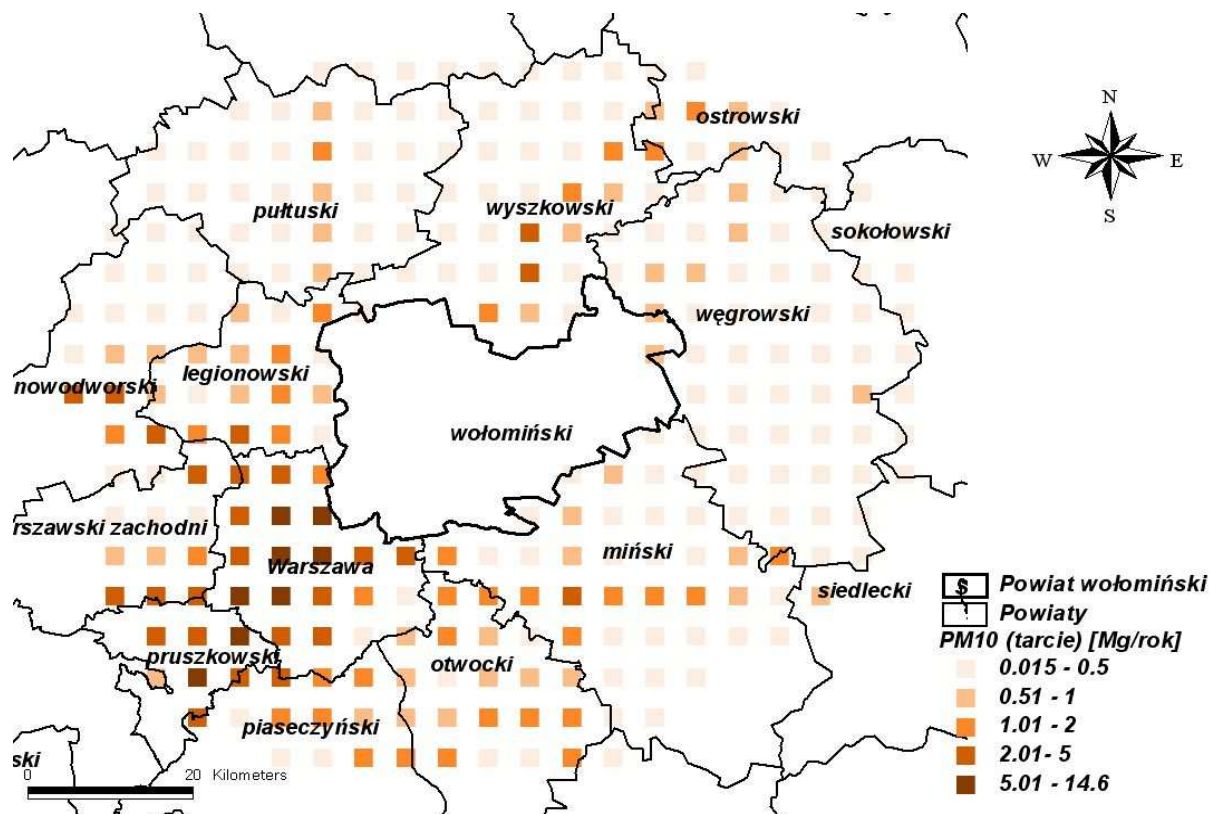 ostrowski
N
W E
S
pułtuski
wyszkowski
sokołowski
węgrowski
nowodworski
legionowski
wołomiński
rszawski zachodni
Warszawa
miński
siedlecki
pruszkowski
otwocki
piaseczyński
ski
0 20 Kilometers
$ Powiat wołomiński
Powiaty
PM10 (tarcie) [Mg/rok]
0.015 - 0.5
0.51 - 1
1.01 - 2
2.01- 5
5.01 - 14.6